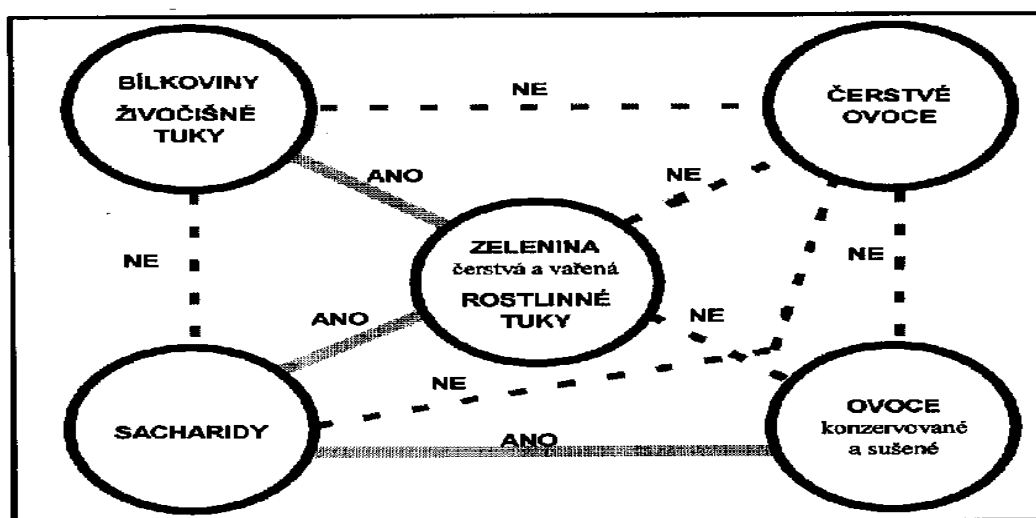 BÍLKOVINY
ŽIVOČIŠNÉ
TUKY
NE
ČERSTVÉ
OVOCE
ANO
NE
NE
ZELENINA
čerstvá a vařená
ROSTLINNÉ
TUKY
NE
ANO
NE
NE
SACHARIDY
ANO
OVOCE
konzervované
a sušené